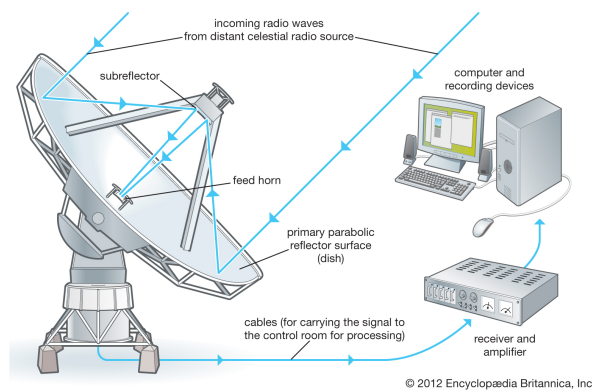 incoming radio waves
from distant celestial radio source
subreflector
computer and
recording devices
feed horn
primary parabolic
reflector surface
(dish)
cables (for carrying the signal to
the control room for processing)
receiver and
amplifier
© 2012 Encyclopædia Britannica, Inc